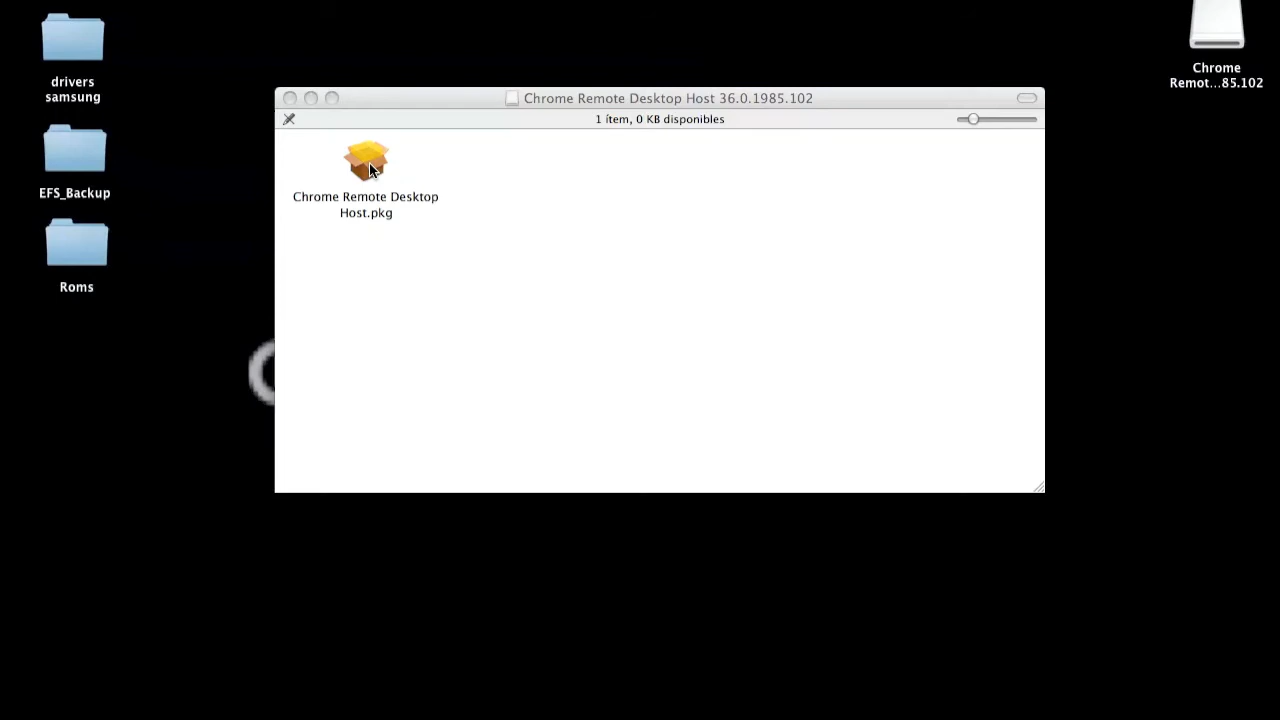 drivers
samsung
EFS_Backup
Roms
Chrome Remote Desktop Host 36.0.1985.102
1 ítem, 0 KB disponibles
Chrome Remote Desktop
Host.pkg
Chrome
Remot...85.102